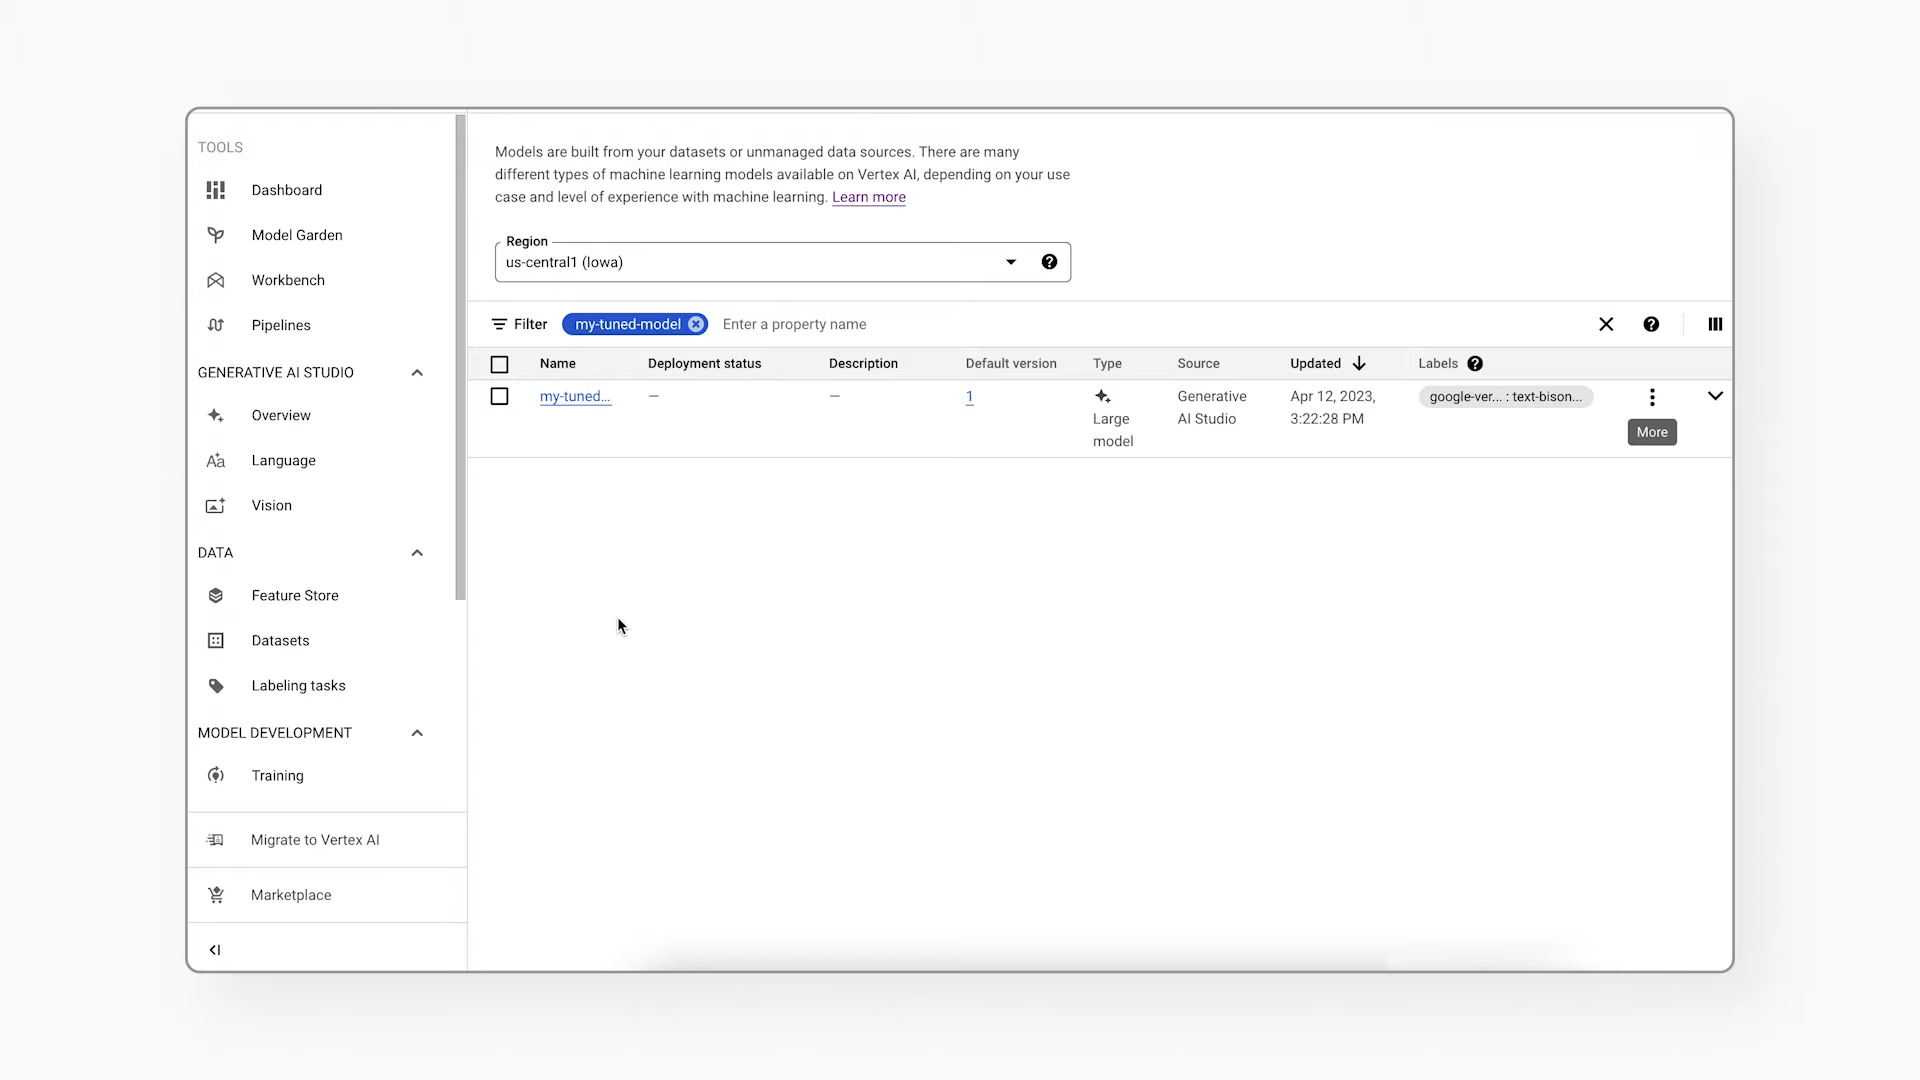 TOOLS
Dashboard
Model Garden
Workbench
Pipelines
GENERATIVE AI STUDIO
Overview
Language
Vision
DATA
Feature Store
Datasets
Labeling tasks
MODEL DEVELOPMENT
Training
Migrate to Vertex AI
Marketplace
Models are built from your datasets or unmanaged data sources. There are many
different types of machine learning models available on Vertex AI, depending on your use
case and level of experience with machine learning. Learn more
Region
us-central1 (Iowa)
Filter my-tuned-model Enter a property name
Name Deployment status Description Default version Type Source Updated Labels
my-tuned... – – 1 Large model Generative AI Studio Apr 12, 2023, 3:22:28 PM google-ver... : text-bison...
More